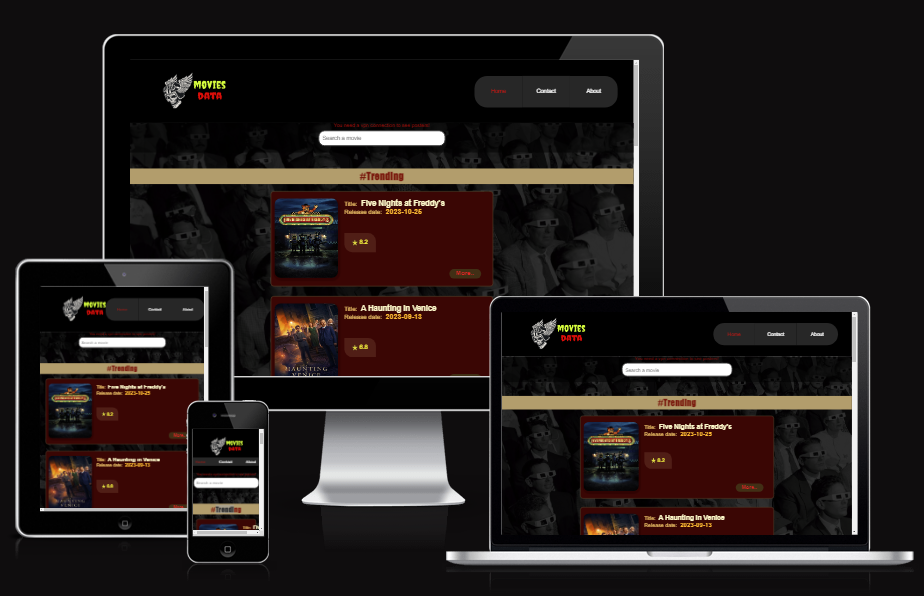 MOVIES
DATA
Home
Contact
About
Search a movie
#Trending
Title: Five Nights at Freddy's
Release date: 2023-10-25
★ 8.2
More...
Title: A Haunting in Venice
Release date: 2023-09-13
★ 6.8
HAUNTING
VENICE
MOVIES
DATA
Home
Contact
About
Search a movie
#Trending
Title: Five Nights at Freddy's
Release date: 2023-10-25
★ 8.2
More...
Title: A Haunting in Venice
Release date: 2023-09-13
★ 6.8
MOVIES
DATA
Contact
About
Search a movie
#Trending
Title:
MOVIES
DATA
Home
Contact
About
Search a movie
#Trending
Title: Five Nights at Freddy's
Release date: 2023-10-25
★ 8.2
More...
Title: A Haunting in Venice
Release date: 2023-09-13